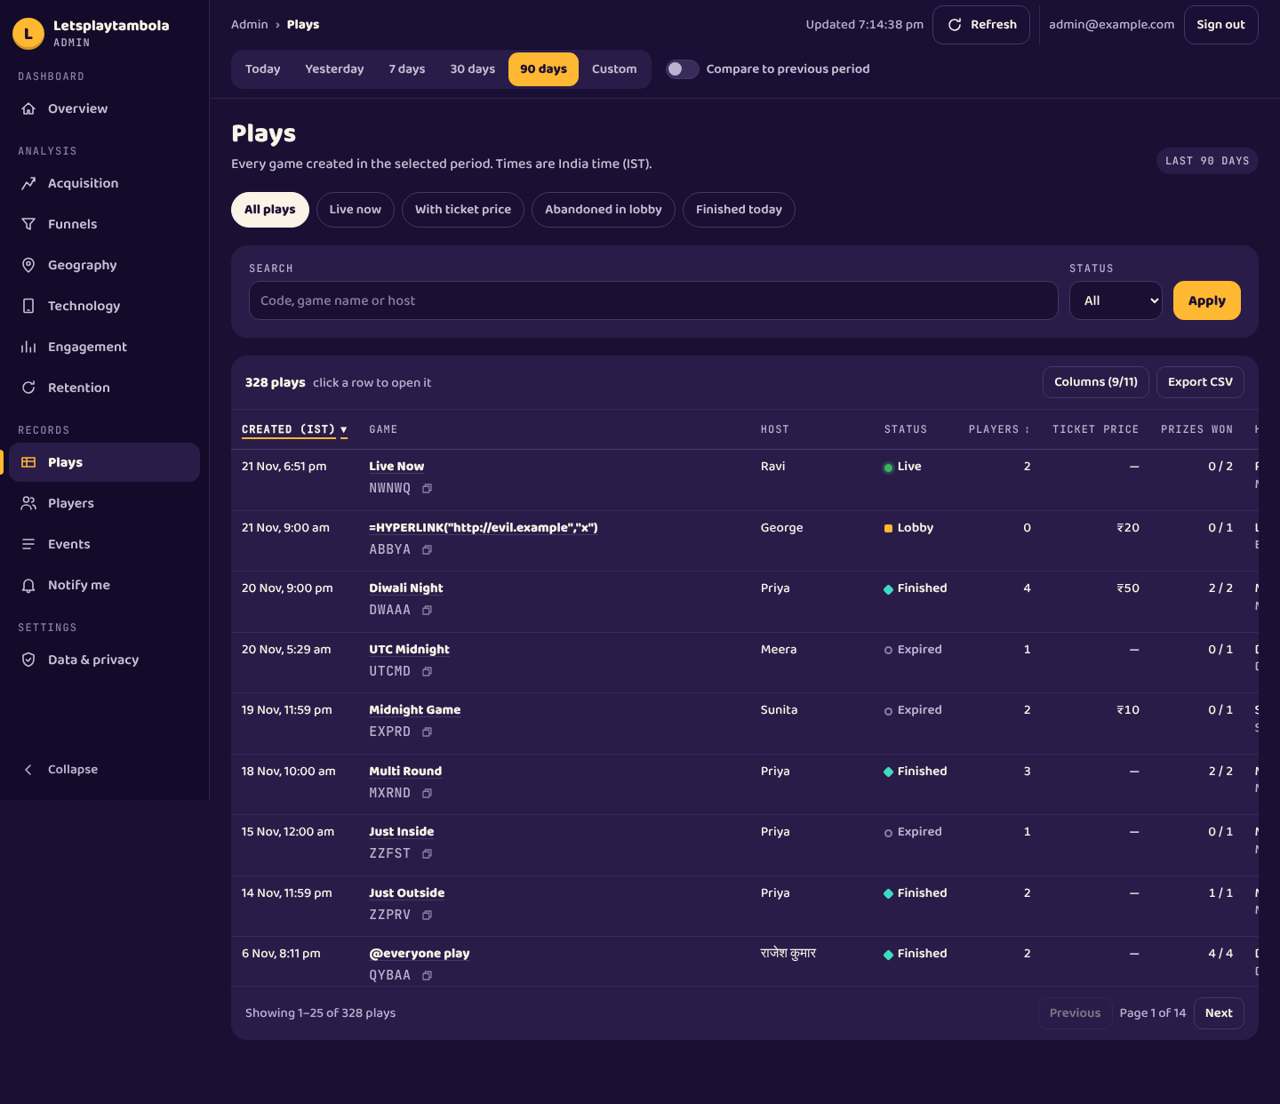 L
Letsplaytambola
ADMIN
DASHBOARD
Overview
ANALYSIS
Acquisition
Funnels
Geography
Technology
Engagement
Retention
RECORDS
Plays
Players
Events
Notify me
SETTINGS
Data & privacy
Collapse
Admin › Plays
Updated 7:14:38 pm Refresh admin@example.com Sign out
Today Yesterday 7 days 30 days 90 days Custom Compare to previous period
Plays
Every game created in the selected period. Times are India time (IST).
LAST 90 DAYS
All plays Live now With ticket price Abandoned in lobby Finished today
SEARCH STATUS
Code, game name or host All Apply
328 plays click a row to open it Columns (9/11) Export CSV
CREATED (IST) ▼ GAME HOST STATUS PLAYERS ↕ TICKET PRICE PRIZES WON
21 Nov, 6:51 pm Live Now Ravi Live 2 — 0 / 2
NWNWQ
21 Nov, 9:00 am =HYPERLINK("http://evil.example","x") George Lobby 0 ₹20 0 / 1
ABBYA
20 Nov, 9:00 pm Diwali Night Priya Finished 4 ₹50 2 / 2
DWAAA
20 Nov, 5:29 am UTC Midnight Meera Expired 1 — 0 / 1
UTCMD
19 Nov, 11:59 pm Midnight Game Sunita Expired 2 ₹10 0 / 1
EXPRD
18 Nov, 10:00 am Multi Round Priya Finished 3 — 2 / 2
MXRND
15 Nov, 12:00 am Just Inside Priya Expired 1 — 0 / 1
ZZFST
14 Nov, 11:59 pm Just Outside Priya Finished 2 — 1 / 1
ZZPRV
6 Nov, 8:11 pm @everyone play राजेश कुमार Finished 2 — 4 / 4
QYBAA
Showing 1–25 of 328 plays Previous Page 1 of 14 Next